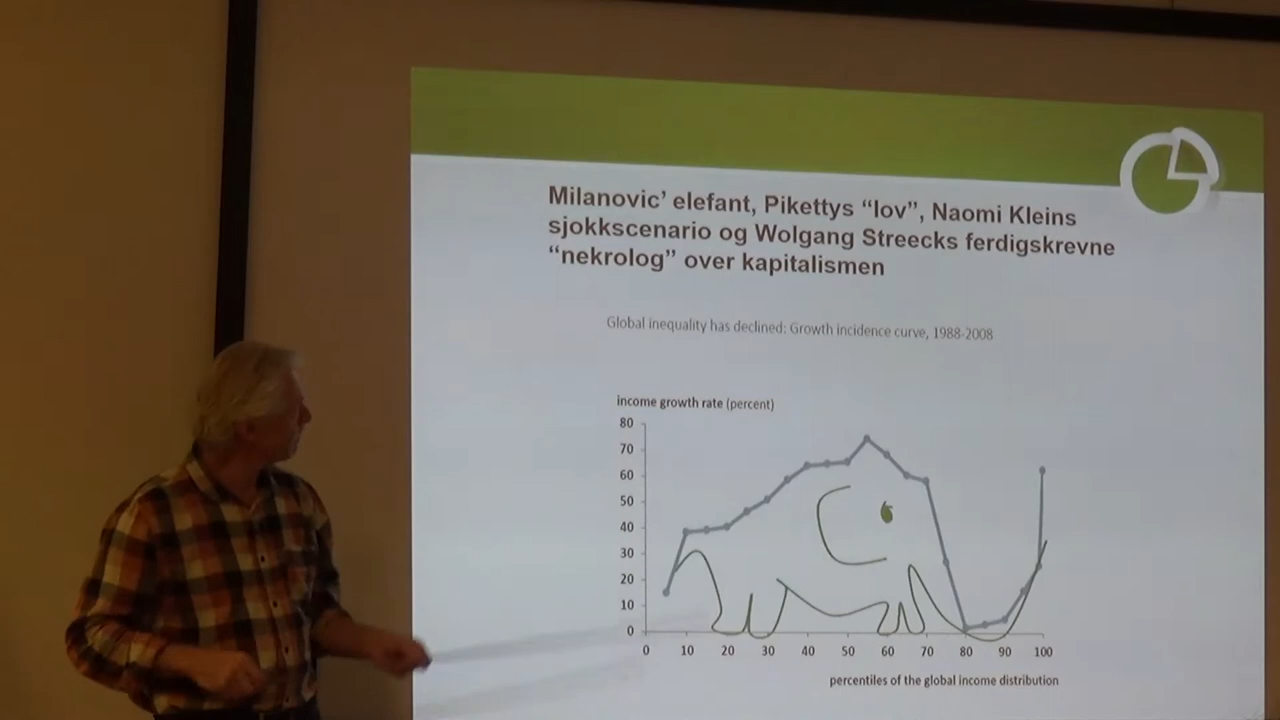 Milanovic’ elefant, Pikettys “lov”, Naomi Kleins
sjokkscenario og Wolgang Streecks ferdigskrevne
“nekrolog” over kapitalismen
Global inequality has declined: Growth incidence curve, 1988-2008
income growth rate (percent)
80
70
60
50
40
30
20
10
0
0 10 20 30 40 50 60 70 80 90 100
percentiles of the global income distribution